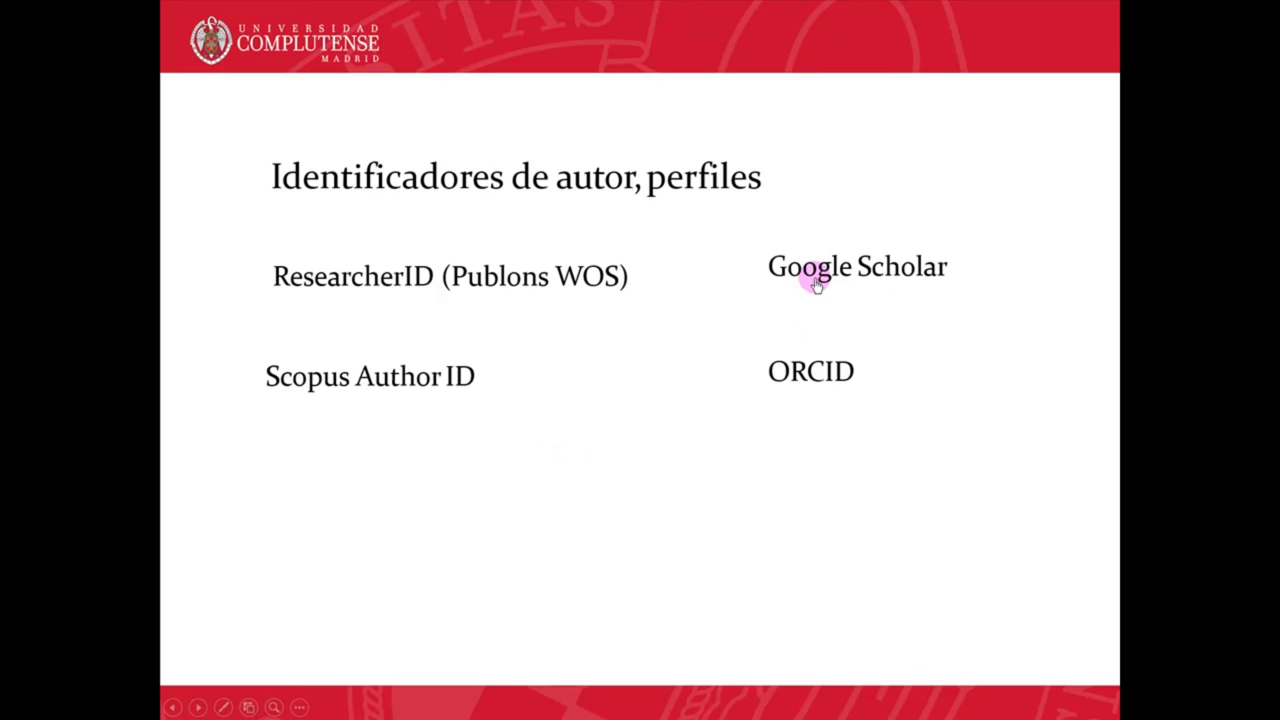 UNIVERSIDAD
COMPLUTENSE
MADRID
Identificadores de autor, perfiles
ResearcherID (Publons WOS)
Google Scholar
Scopus Author ID
ORCID